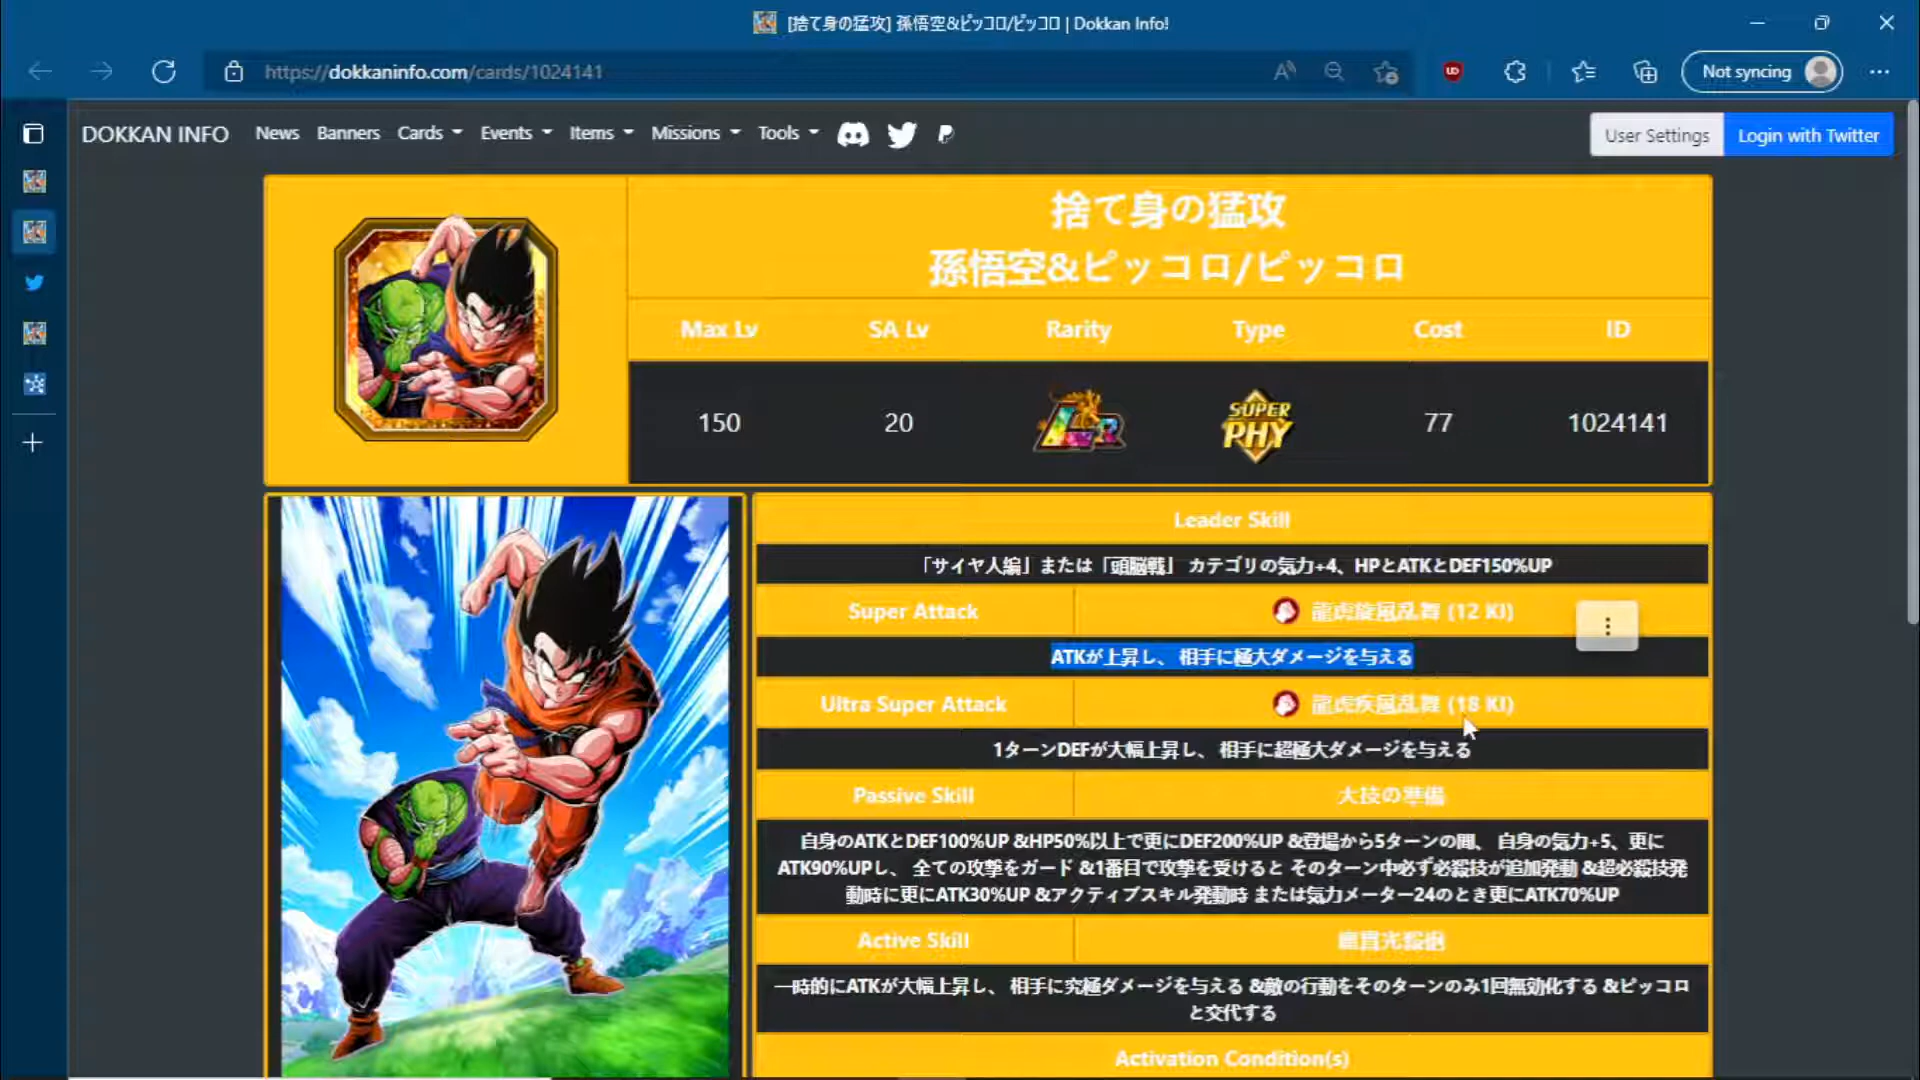 [捨て身の猛攻] 孫悟空&ピッコロ/ピッコロ | Dokkan Info!
https://dokkaninfo.com/cards/1024141
Not syncing
DOKKAN INFO News Banners Cards Events Items Missions Tools
User Settings Login with Twitter
捨て身の猛攻
孫悟空&ピッコロ/ピッコロ
Max Lv SA Lv Rarity Type Cost ID
150 20 LR SUPER PHY 77 1024141
Leader Skill
「サイヤ人編」または「頭脳戦」 カテゴリの気力+4、HPとATKとDEF150%UP
Super Attack 龍虎旋風乱舞 (12 KI)
ATKが上昇し、 相手に極大ダメージを与える
Ultra Super Attack 龍虎疾風乱舞 (18 KI)
1ターンDEFが大幅上昇し、 相手に超極大ダメージを与える
Passive Skill 大技の準備
自身のATKとDEF100%UP &HP50%以上で更にDEF200%UP &登場から5ターンの間、 自身の気力+5、更に
ATK90%UPし、 全ての攻撃をガード &1番目で攻撃を受けると そのターン中必ず必殺技が追加発動 &超必殺技発
動時に更にATK30%UP &アクティブスキル発動時 または気力メーター24のとき更にATK70%UP
Active Skill 魔貫光殺砲
一時的にATKが大幅上昇し、 相手に究極ダメージを与える &敵の行動をそのターンのみ1回無効化する &ピッコロ
と交代する
Activation Condition(s)